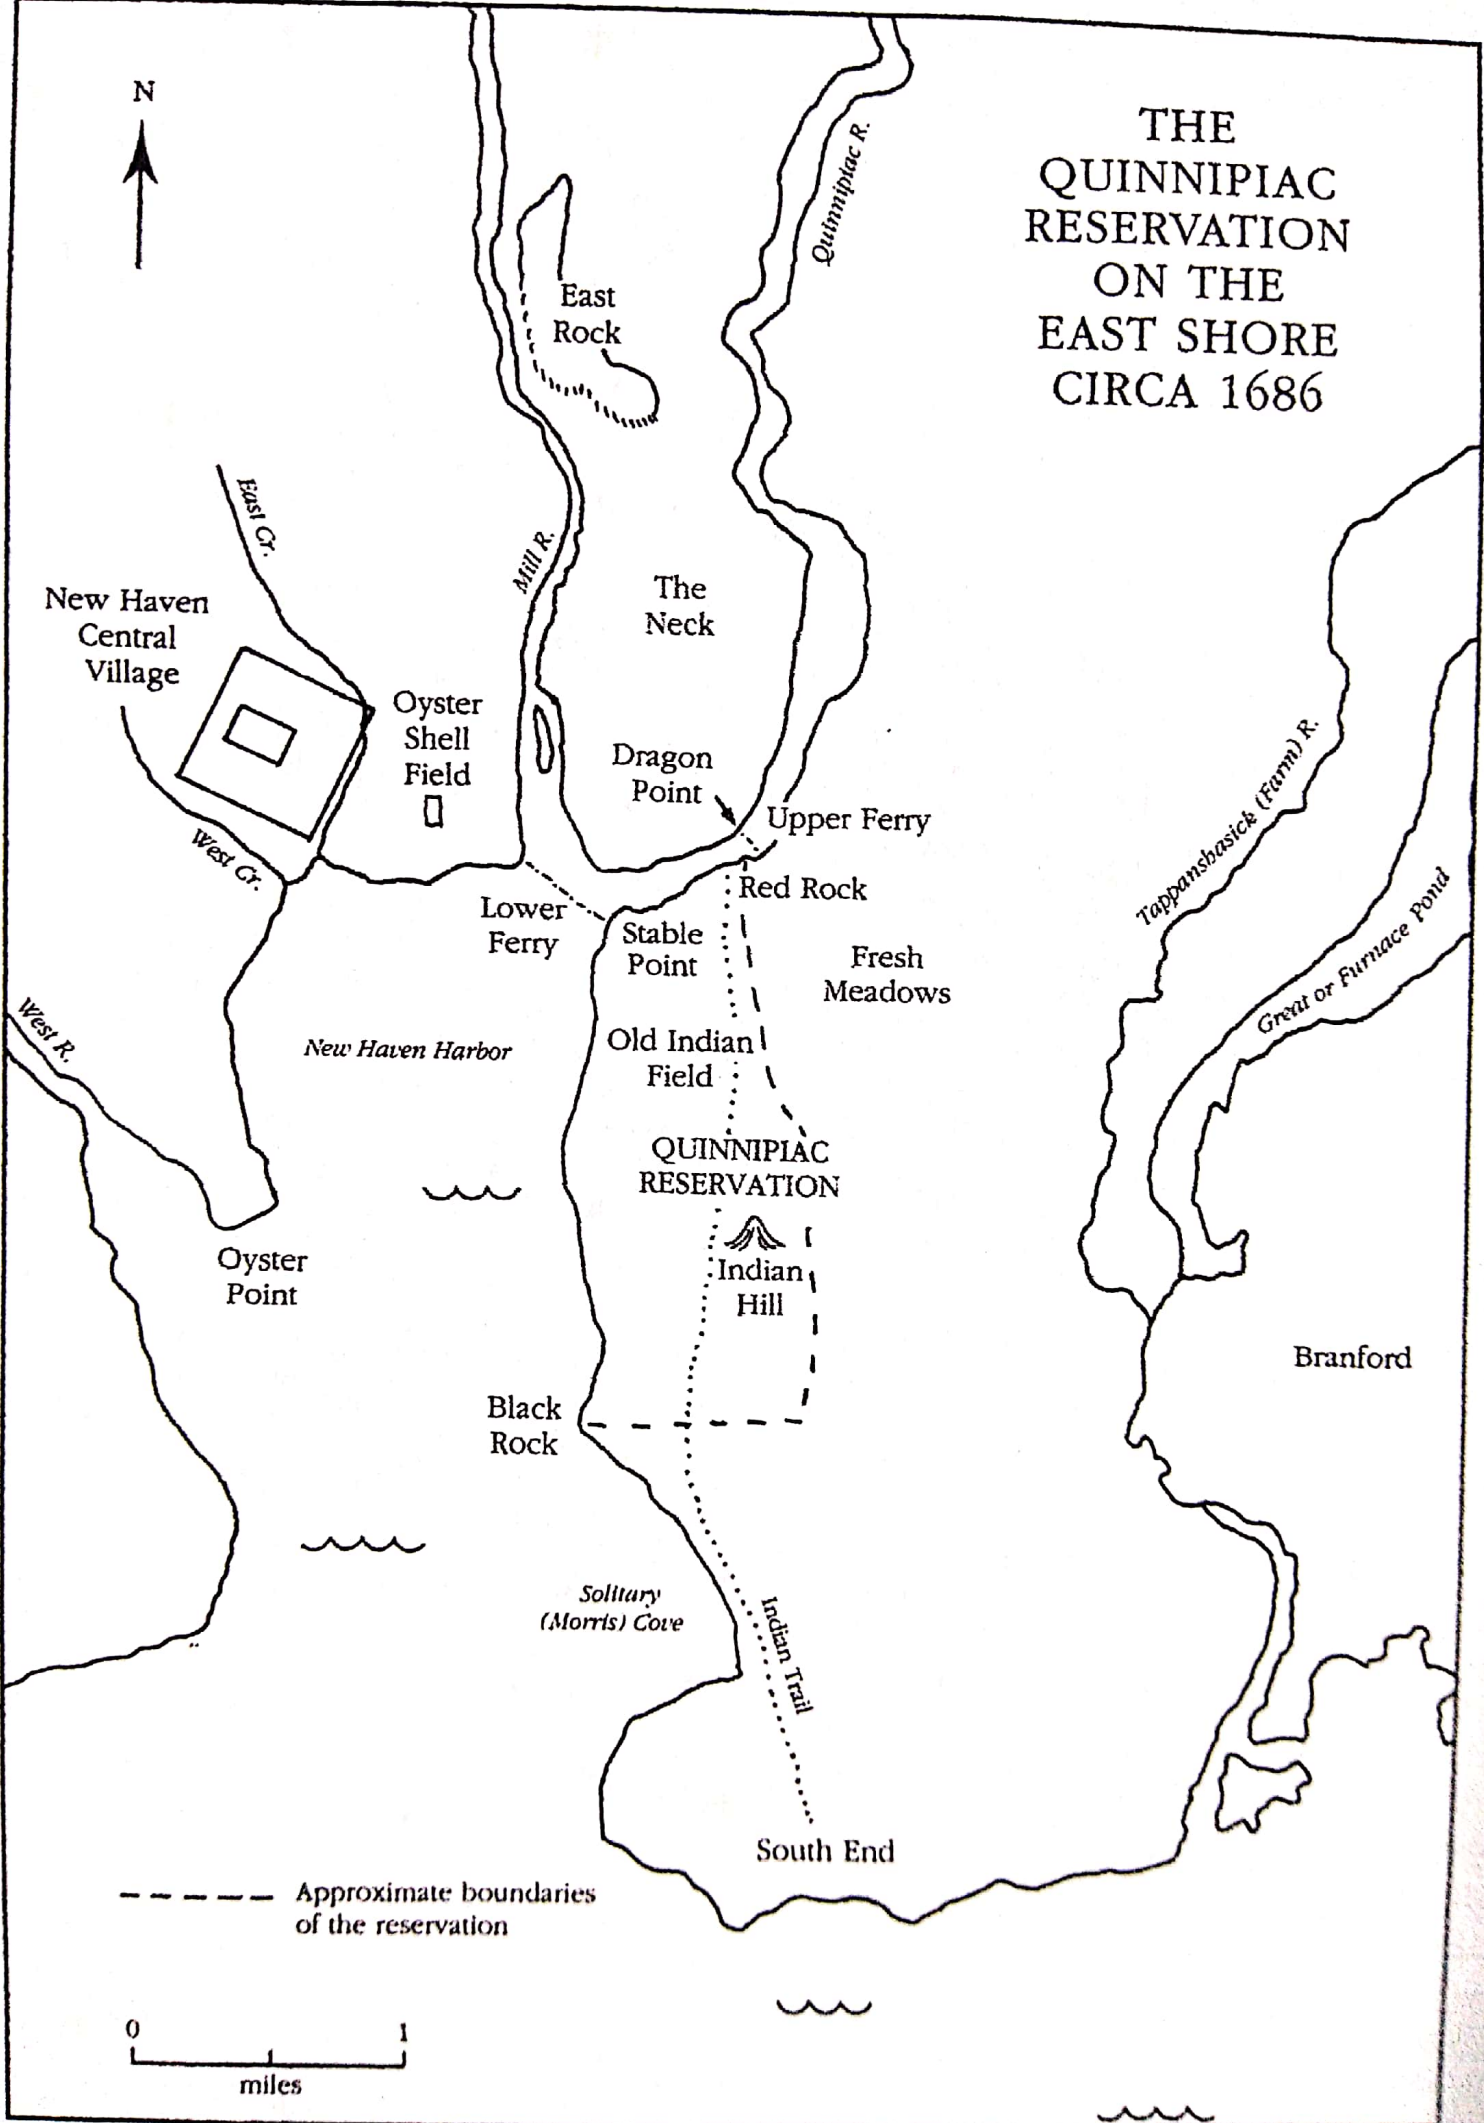 N
THE
QUINNIPIAC
RESERVATION
ON THE
EAST SHORE
CIRCA 1686
Quinnipiac R.
East
Rock
East Cr.
Mill R.
The
Neck
New Haven
Central
Village
Oyster
Shell
Field
Dragon
Point
Upper Ferry
Tappanshasick (Farm) R.
West Cr.
Red Rock
Lower
Ferry
Stable
Point
Fresh
Meadows
Great or Furnace Pond
West R.
New Haven Harbor
Old Indian
Field
QUINNIPIAC
RESERVATION
Oyster
Point
Indian
Hill
Branford
Black
Rock
Solitary
(Morris) Cove
Indian Trail
South End
Approximate boundaries
of the reservation
0 1
miles